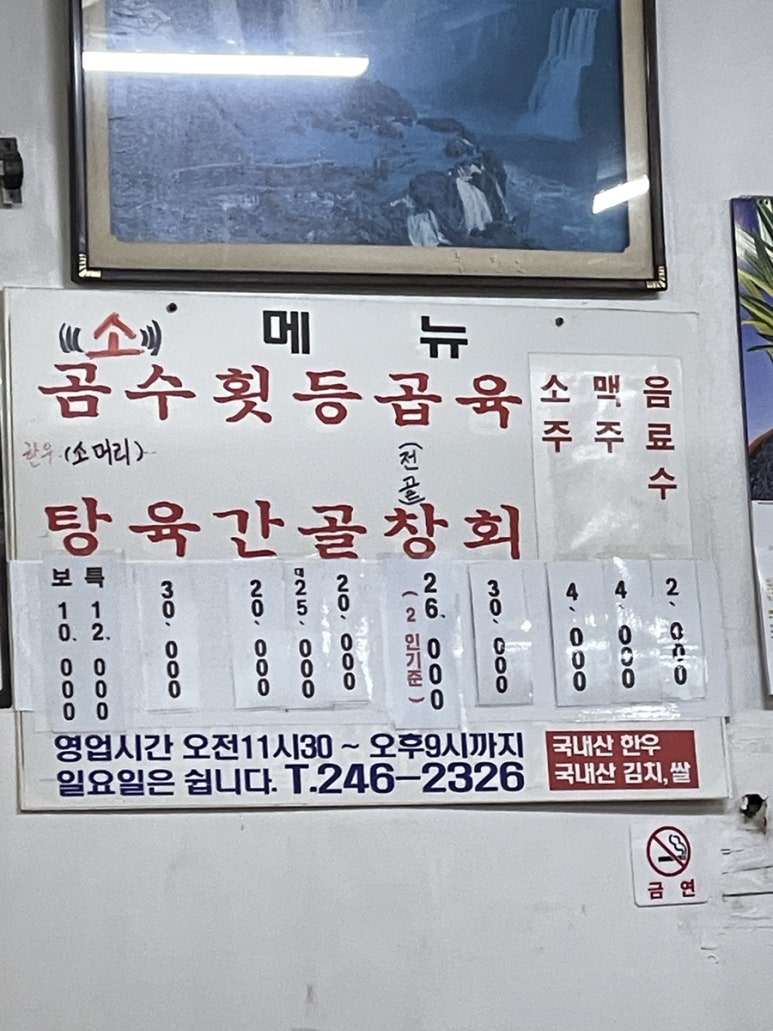 소
메뉴
곰탕
한우
보 10.000
특 12.000
수육
(소머리)
30、000
횟간
20、000
등골
대 25、000
20、000
곱창
(전골)
26.000
(2인기준)
육회
30、000
소주
4、000
맥주
4、000
음료수
2、000
영업시간 오전11시30 ~ 오후9시까지
일요일은 쉽니다. T.246-2326
국내산 한우
국내산 김치,쌀
금 연